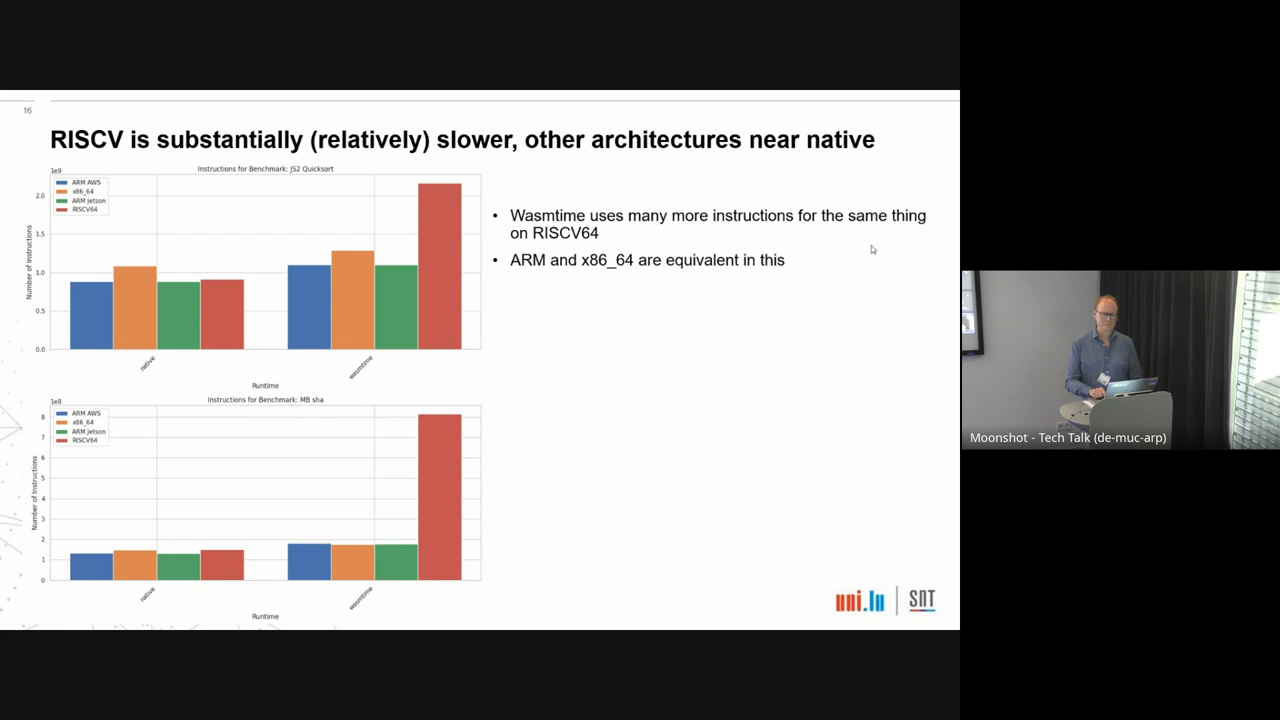 16
RISCV is substantially (relatively) slower, other architectures near native
Instructions for Benchmark: JS2 Quicksort
1e9
ARM AWS
x86_64
ARM Jetson
RISCV64
2.0
1.5
1.0
0.5
0.0
Number of Instructions
native
wasmtime
Runtime
• Wasmtime uses many more instructions for the same thing
on RISCV64
• ARM and x86_64 are equivalent in this
Instructions for Benchmark: MB sha
1e8
ARM AWS
x86_64
ARM Jetson
RISCV64
8
7
6
5
4
3
2
1
0
Number of Instructions
native
wasmtime
Runtime
uni.lu
SNT
Moonshot - Tech Talk (de-muc-arp)